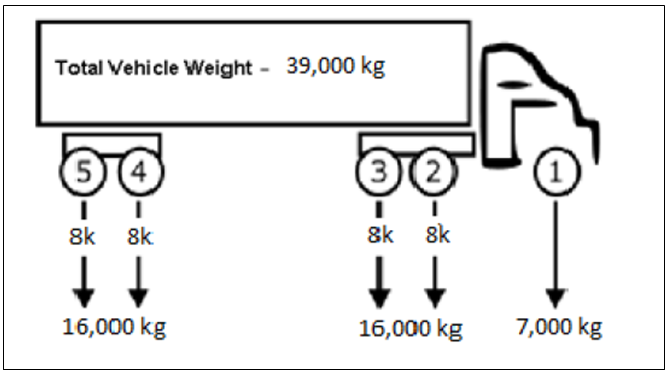 Total Vehicle Weight – 39,000 kg
5 4 3 2 1
8k 8k 8k 8k
16,000 kg 16,000 kg 7,000 kg